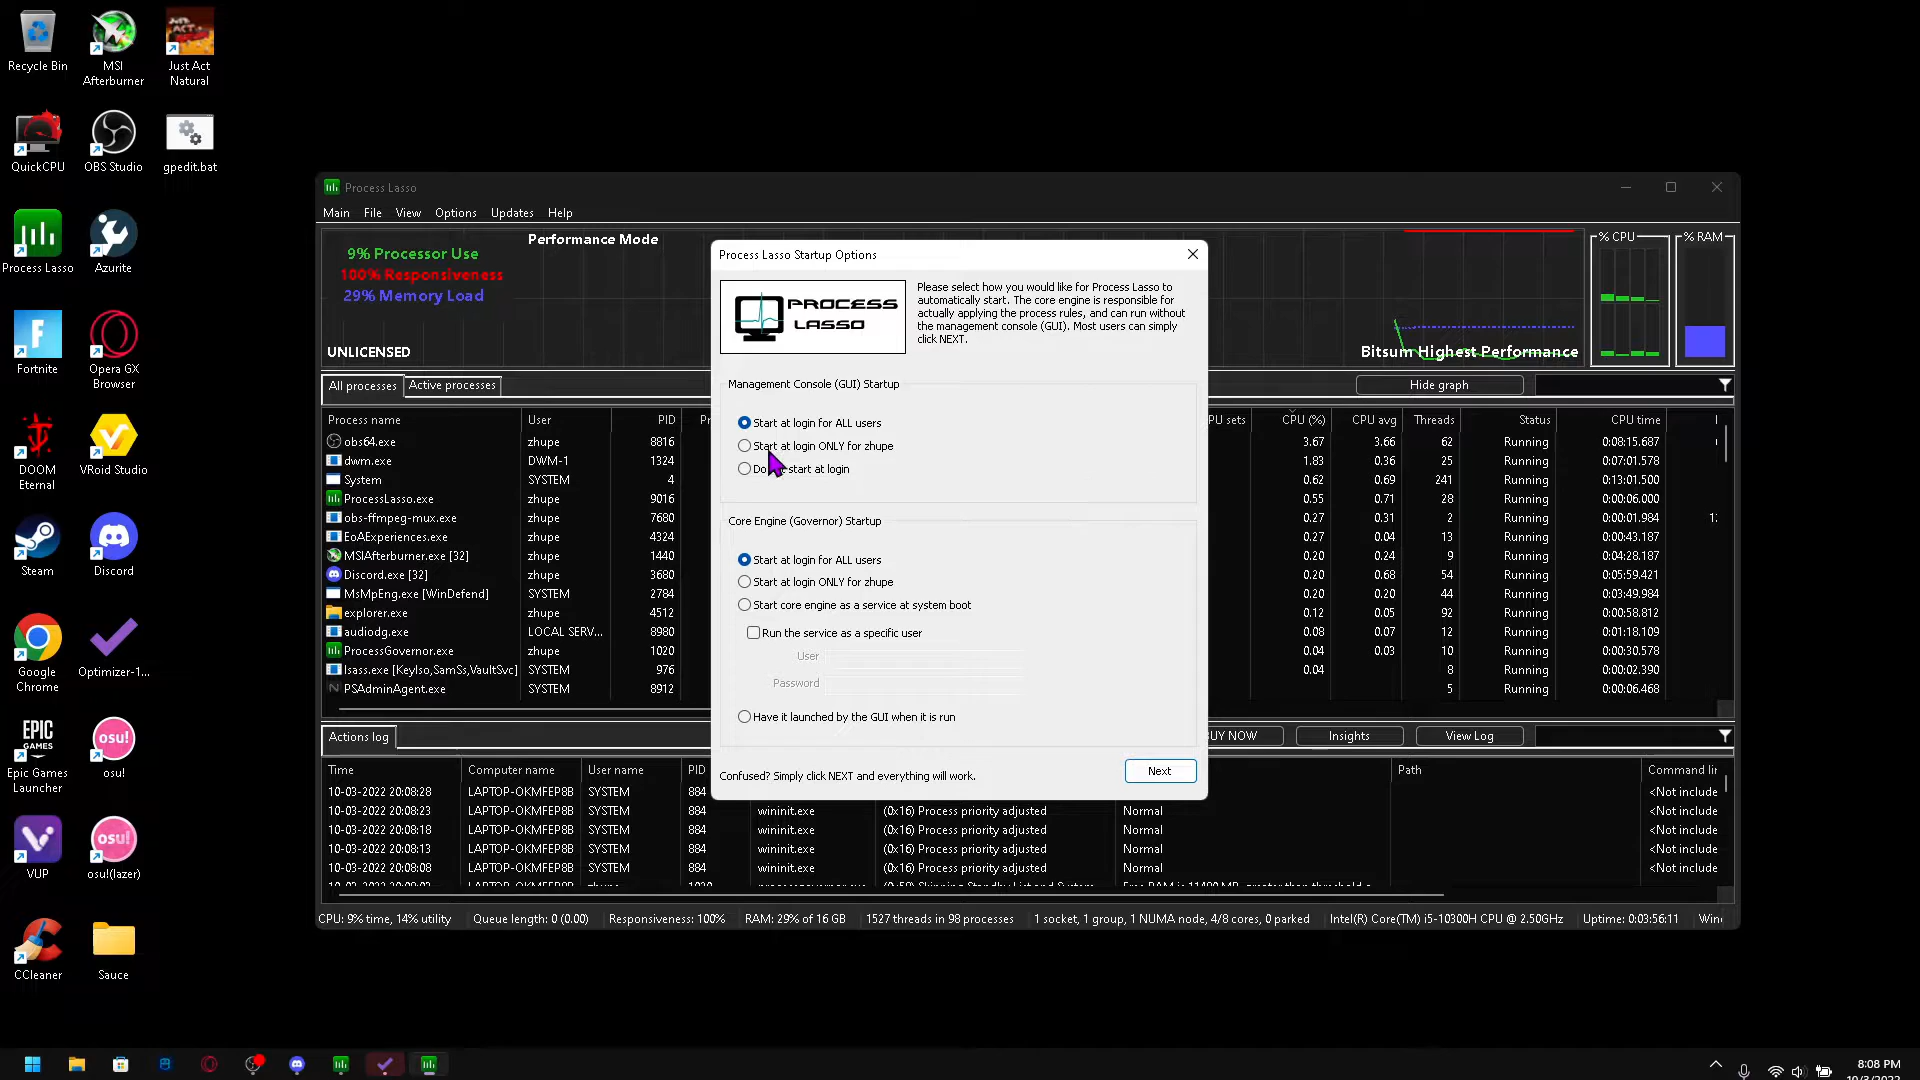 Recycle Bin
MSI Afterburner
Just Act Natural
QuickCPU
OBS Studio
gpedit.bat
Process Lasso
Azurite
Fortnite
Opera GX Browser
DOOM Eternal
VRoid Studio
Steam
Discord
Google Chrome
Optimizer-1...
EPIC GAMES
Epic Games Launcher
osu!
osu!
VUP
osu!
osu!(lazer)
CCleaner
Sauce
Process Lasso
Main File View Options Updates Help
9% Processor Use
100% Responsiveness
29% Memory Load
UNLICENSED
Performance Mode
Bitsum Highest Performance
% CPU
% RAM
All processes Active processes
Hide graph
Process name User PID CPU (%) CPU avg Threads Status CPU time
obs64.exe zhupe 8816 3.67 3.66 62 Running 0:08:15.687
dwm.exe DWM-1 1324 1.83 0.36 25 Running 0:07:01.578
System SYSTEM 4 0.62 0.69 241 Running 0:13:01.500
ProcessLasso.exe zhupe 9016 0.55 0.71 28 Running 0:00:06.000
obs-ffmpeg-mux.exe zhupe 7680 0.27 0.31 2 Running 0:00:01.984
EoAExperiences.exe zhupe 4324 0.27 0.04 13 Running 0:00:43.187
MSIAfterburner.exe [32] zhupe 1440 0.20 0.24 9 Running 0:04:28.187
Discord.exe [32] zhupe 3680 0.20 0.68 54 Running 0:05:59.421
MsMpEng.exe [WinDefend] SYSTEM 2784 0.20 0.20 44 Running 0:03:49.984
explorer.exe zhupe 4512 0.12 0.05 92 Running 0:00:58.812
audiodg.exe LOCAL SERV... 8980 0.08 0.07 12 Running 0:01:18.109
ProcessGovernor.exe zhupe 1020 0.04 0.03 10 Running 0:00:30.578
lsass.exe [KeyIso,SamSs,VaultSvc] SYSTEM 976 0.04 8 Running 0:00:02.390
PSAdminAgent.exe SYSTEM 8912 5 Running 0:00:06.468
Process Lasso Startup Options
PROCESS LASSO
Please select how you would like for Process Lasso to
automatically start. The core engine is responsible for
actually applying the process rules, and can run without
the management console (GUI). Most users can simply
click NEXT.
Management Console (GUI) Startup
Start at login for ALL users
Start at login ONLY for zhupe
start at login
Core Engine (Governor) Startup
Start at login for ALL users
Start at login ONLY for zhupe
Start core engine as a service at system boot
Run the service as a specific user
User
Password
Have it launched by the GUI when it is run
Confused? Simply click NEXT and everything will work.
Next
Actions log
BUY NOW Insights View Log
Time Computer name User name PID Path
10-03-2022 20:08:28 LAPTOP-OKMFEP8B SYSTEM 884 <Not include
10-03-2022 20:08:23 LAPTOP-OKMFEP8B SYSTEM 884 wininit.exe (0x16) Process priority adjusted Normal <Not include
10-03-2022 20:08:18 LAPTOP-OKMFEP8B SYSTEM 884 wininit.exe (0x16) Process priority adjusted Normal <Not include
10-03-2022 20:08:13 LAPTOP-OKMFEP8B SYSTEM 884 wininit.exe (0x16) Process priority adjusted Normal <Not include
10-03-2022 20:08:08 LAPTOP-OKMFEP8B SYSTEM 884 wininit.exe (0x16) Process priority adjusted Normal <Not include
CPU: 9% time, 14% utility Queue length: 0 (0.00) Responsiveness: 100% RAM: 29% of 16 GB 1527 threads in 98 processes 1 socket, 1 group, 1 NUMA node, 4/8 cores, 0 parked Intel(R) Core(TM) i5-10300H CPU @ 2.50GHz Uptime: 0:03:56:11
8:08 PM